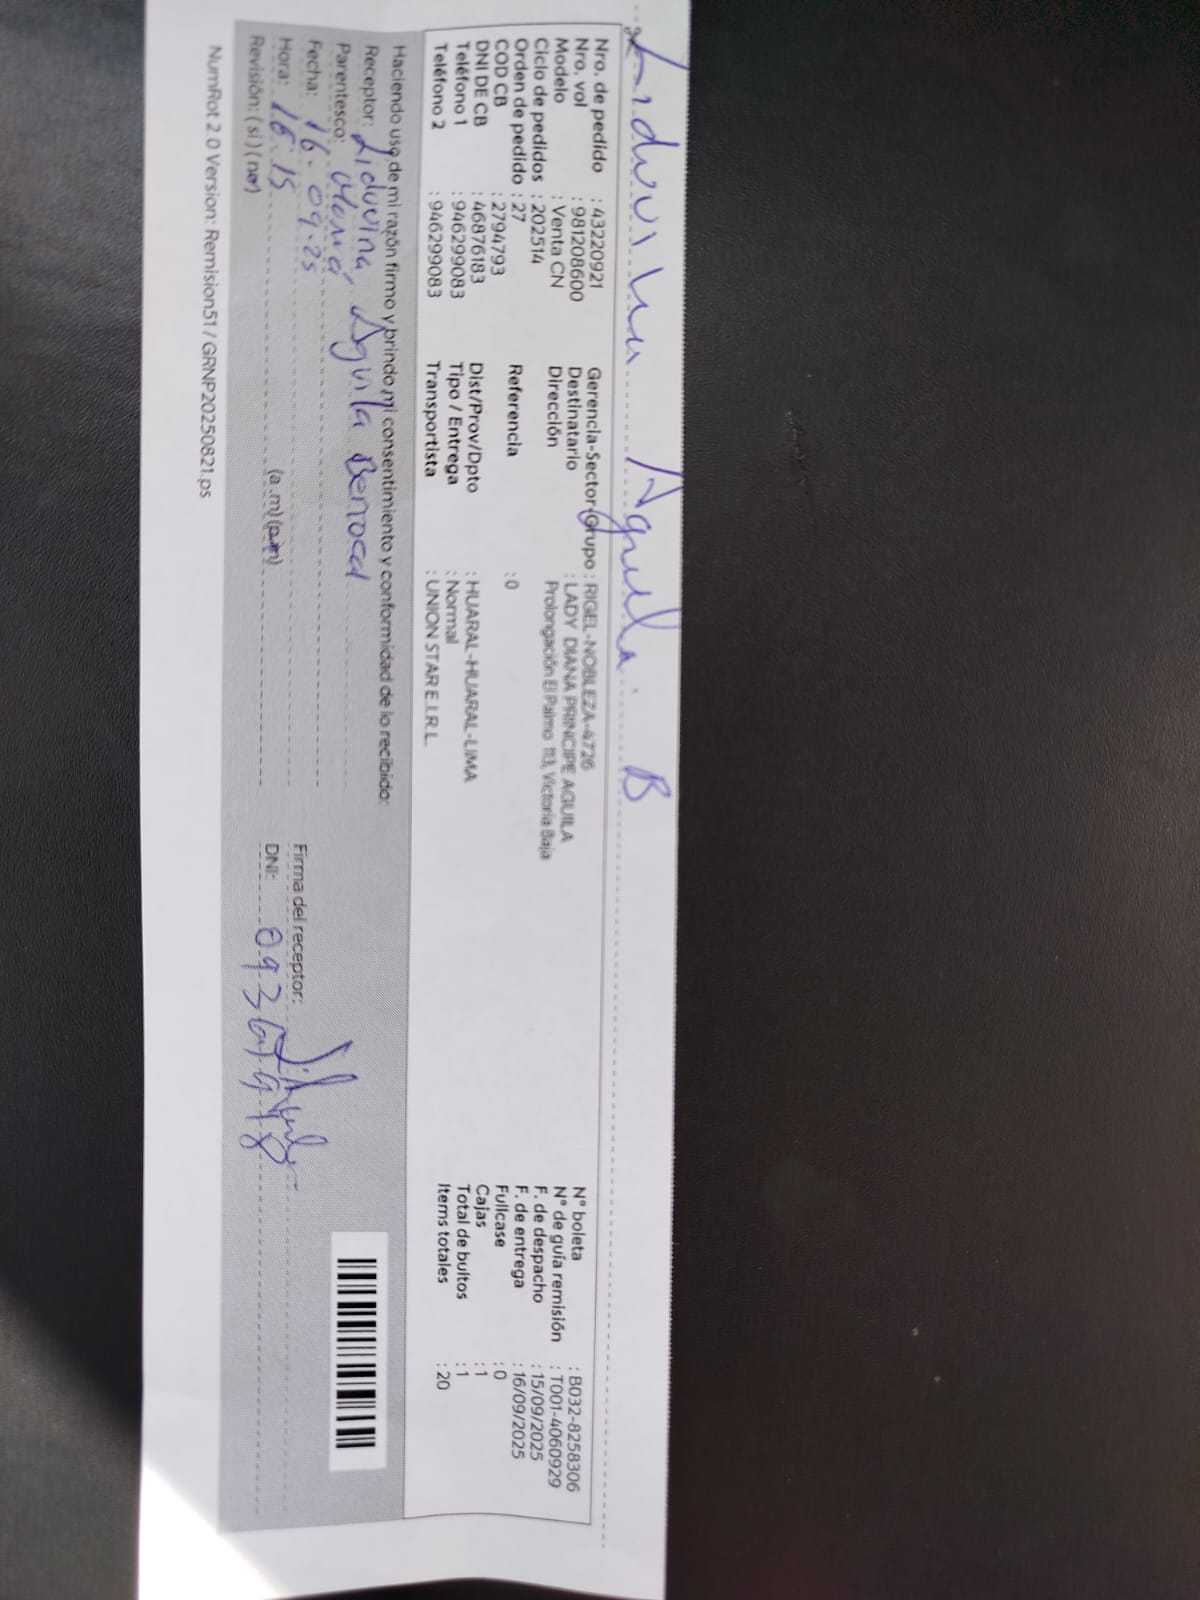 Liduvina Aguila B
Nro. de pedido : 43220921
Nro. vol : 981208600
Modelo : Venta CN
Ciclo de pedidos : 202514
Orden de pedido : 27
COD CB : 2794793
DNI DE CB : 46876183
Teléfono 1 : 946299083
Teléfono 2 : 946299083
Gerencia-Sector-Grupo : RIGEL-NOBLEZA-4726
Destinatario : LADY DIANA PRINCIPE AGUILA
Dirección Prolongación El Palmo 113, Victoria Baja
Referencia : 0
Dist/Prov/Dpto : HUARAL-HUARAL-LIMA
Tipo / Entrega : Normal
Transportista : UNION STAR E.I.R.L.
N° boleta : B032-8258306
N° de guía remisión : T001-4060929
F. de despacho : 15/09/2025
F. de entrega : 16/09/2025
Fullcase : 0
Cajas : 1
Total de bultos : 1
Items totales : 20
Haciendo uso de mi razón firmo y brindo mi consentimiento y conformidad de lo recibido:
Receptor: Liduvina Aguila Berrocal
Parentesco: Mamá
Fecha: 16.09.25
Hora: 16.15 (a.m) (p.m)
Revisión: (si) (no)
Firma del receptor:
DNI:
NumRot 2 0 Version: Remision51 / GRNP20250821.ps